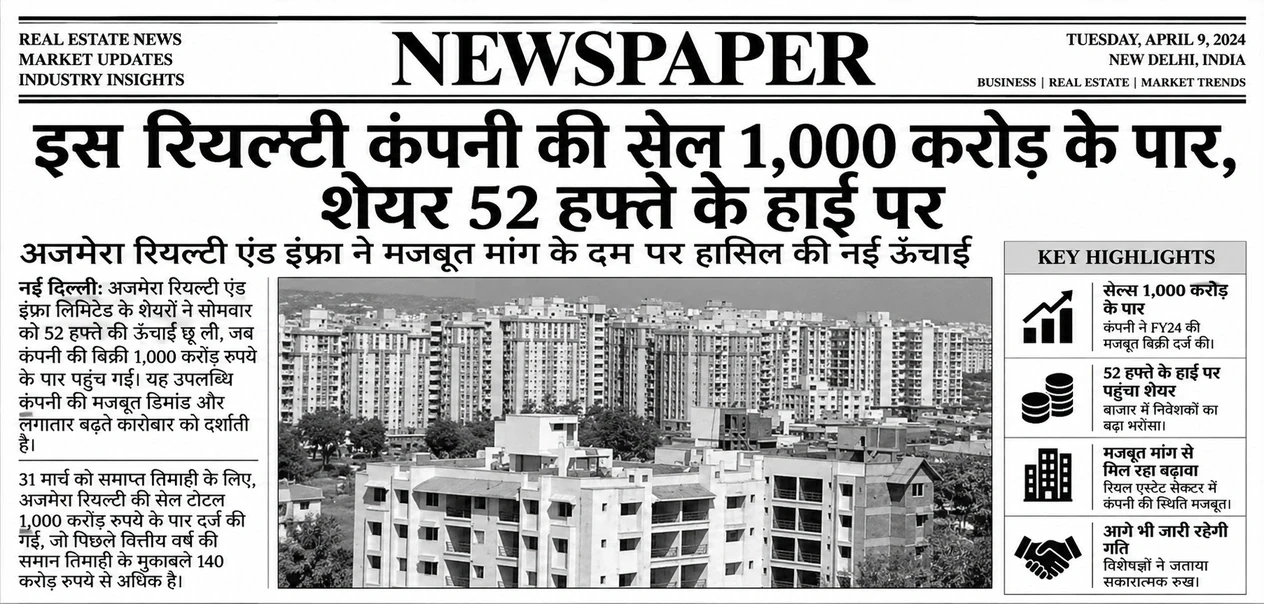 REAL ESTATE NEWS
MARKET UPDATES
INDUSTRY INSIGHTS
NEWSPAPER
TUESDAY, APRIL 9, 2024
NEW DELHI, INDIA
BUSINESS | REAL ESTATE | MARKET TRENDS
इस रियल्टी कंपनी की सेल 1,000 करोड़ के पार,
शेयर 52 हफ्ते के हाई पर
अजमेरा रियल्टी एंड इंफ्रा ने मजबूत मांग के दम पर हासिल की नई ऊँचाई
नई दिल्ली: अजमेरा रियल्टी एंड
इंफ्रा लिमिटेड के शेयरों ने सोमवार
को 52 हफ्ते की ऊँचाई छू ली, जब
कंपनी की बिक्री 1,000 करोड़ रुपये
के पार पहुंच गई। यह उपलब्धि
कंपनी की मजबूत डिमांड और
लगातार बढ़ते कारोबार को दर्शाती
है।
31 मार्च को समाप्त तिमाही के लिए,
अजमेरा रियल्टी की सेल टोटल
1,000 करोड़ रुपये के पार दर्ज की
गई, जो पिछले वित्तीय वर्ष की
समान तिमाही के मुकाबले 140
करोड़ रुपये से अधिक है।
KEY HIGHLIGHTS
सेल्स 1,000 करोड़
के पार
कंपनी ने FY24 की
मजबूत बिक्री दर्ज की।
52 हफ्ते के हाई पर
पहुंचा शेयर
बाजार में निवेशकों का
बढ़ा भरोसा।
मजबूत मांग से
मिल रहा बढ़ावा
रियल एस्टेट सेक्टर में
कंपनी की स्थिति मजबूत।
आगे भी जारी रहेगी
गति
विशेषज्ञों ने जताया
सकारात्मक रुख।